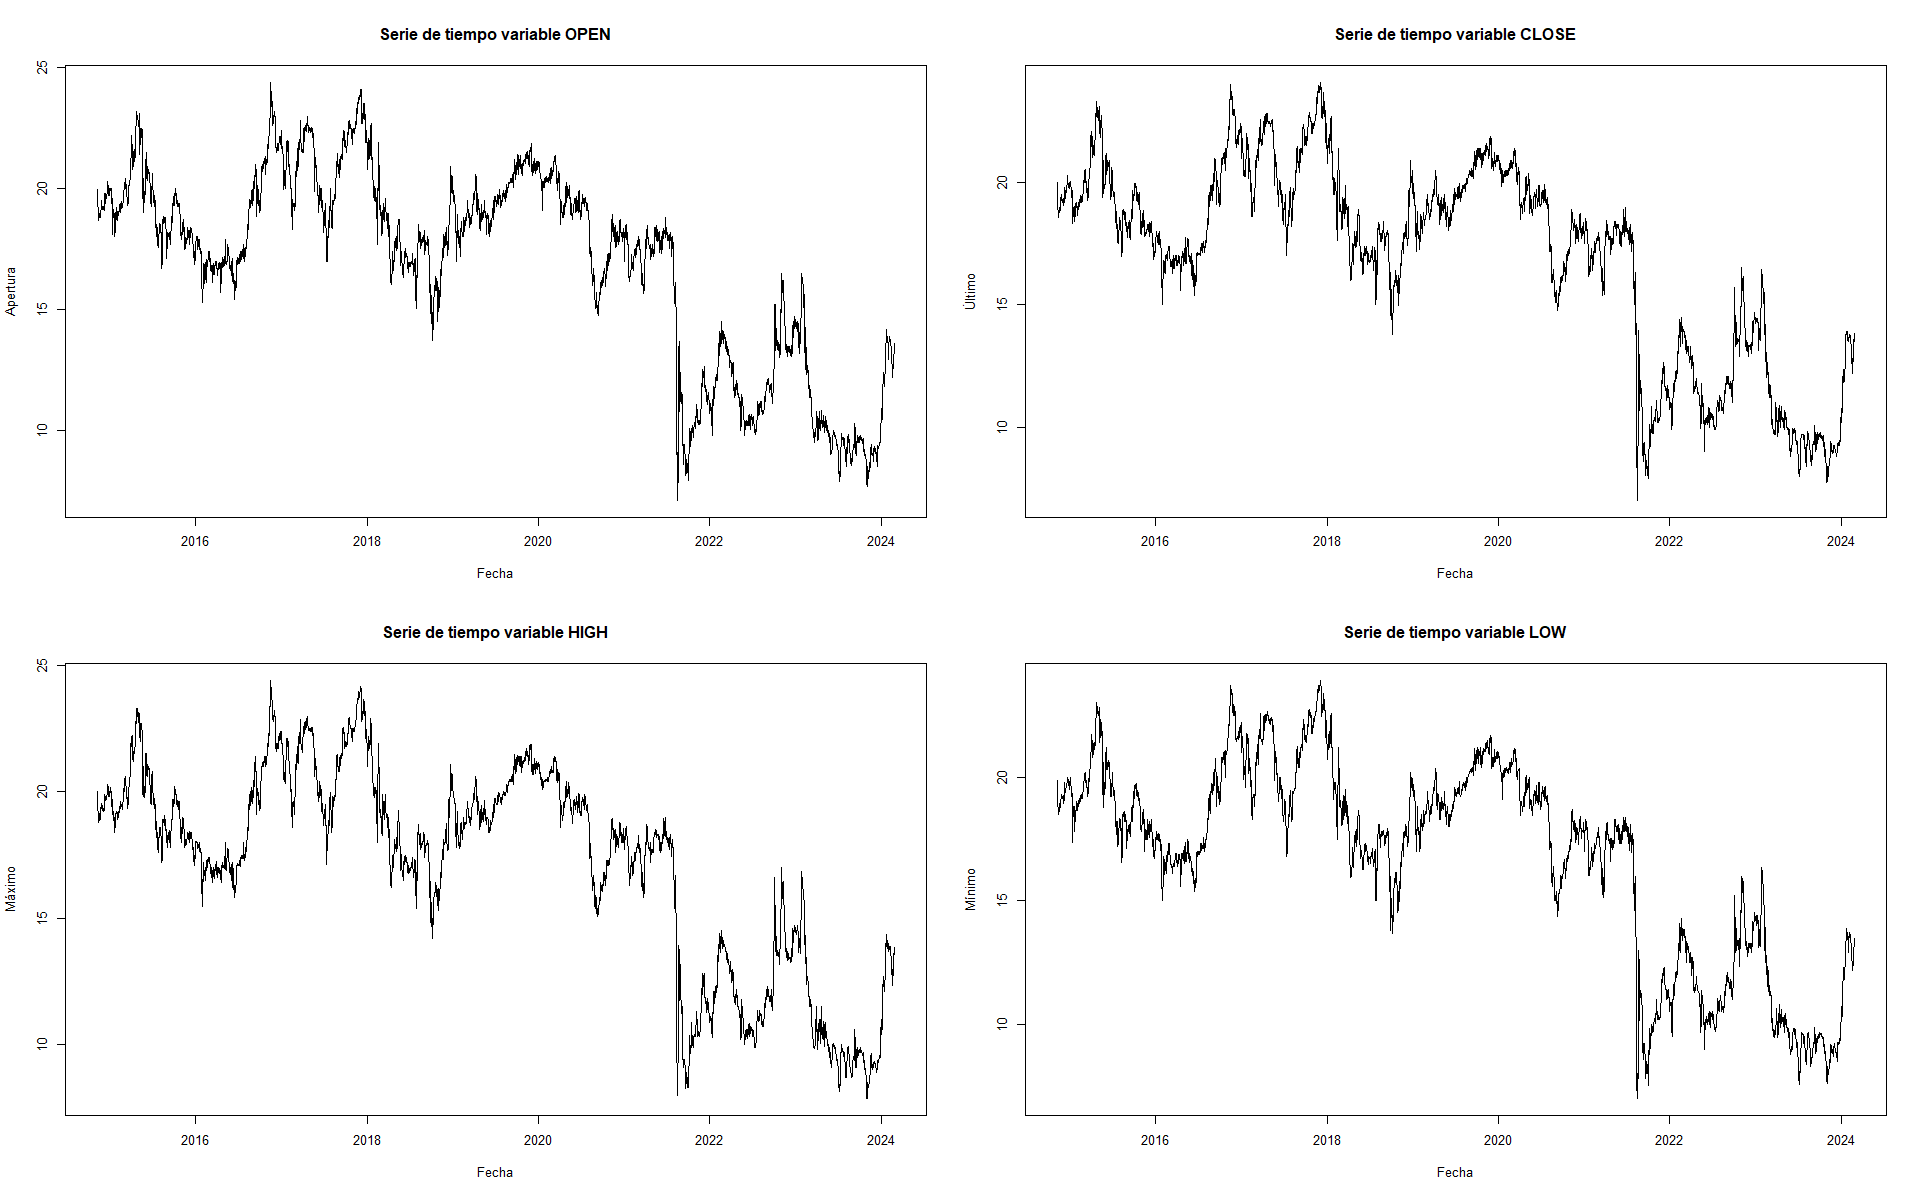 Serie de tiempo variable OPEN
Apertura
25
20
15
10
2016 2018 2020 2022 2024
Fecha
Serie de tiempo variable CLOSE
Último
20
15
10
2016 2018 2020 2022 2024
Fecha
Serie de tiempo variable HIGH
Máximo
25
20
15
10
2016 2018 2020 2022 2024
Fecha
Serie de tiempo variable LOW
Mínimo
20
15
10
2016 2018 2020 2022 2024
Fecha